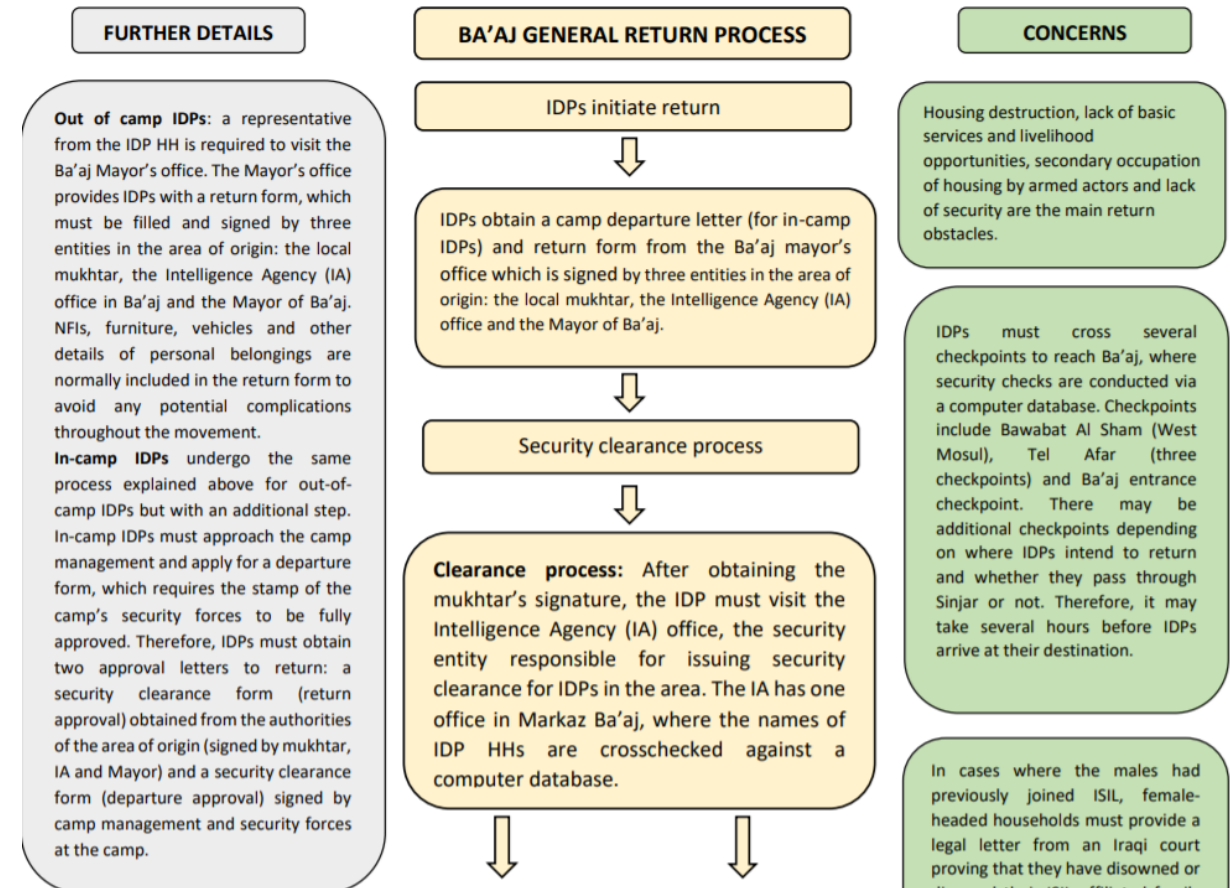 FURTHER DETAILS
Out of camp IDPs: a representative
from the IDP HH is required to visit the
Ba’aj Mayor’s office. The Mayor’s office
provides IDPs with a return form, which
must be filled and signed by three
entities in the area of origin: the local
mukhtar, the Intelligence Agency (IA)
office in Ba’aj and the Mayor of Ba’aj.
NFIs, furniture, vehicles and other
details of personal belongings are
normally included in the return form to
avoid any potential complications
throughout the movement.
In-camp IDPs undergo the same
process explained above for out-of-
camp IDPs but with an additional step.
In-camp IDPs must approach the camp
management and apply for a departure
form, which requires the stamp of the
camp’s security forces to be fully
approved. Therefore, IDPs must obtain
two approval letters to return: a
security clearance form (return
approval) obtained from the authorities
of the area of origin (signed by mukhtar,
IA and Mayor) and a security clearance
form (departure approval) signed by
camp management and security forces
at the camp.
BA’AJ GENERAL RETURN PROCESS
IDPs initiate return
IDPs obtain a camp departure letter (for in-camp
IDPs) and return form from the Ba’aj mayor’s
office which is signed by three entities in the area of
origin: the local mukhtar, the Intelligence Agency (IA)
office and the Mayor of Ba’aj.
Security clearance process
Clearance process: After obtaining the
mukhtar’s signature, the IDP must visit the
Intelligence Agency (IA) office, the security
entity responsible for issuing security
clearance for IDPs in the area. The IA has one
office in Markaz Ba’aj, where the names of
IDP HHs are crosschecked against a
computer database.
CONCERNS
Housing destruction, lack of basic
services and livelihood
opportunities, secondary occupation
of housing by armed actors and lack
of security are the main return
obstacles.
IDPs must cross several
checkpoints to reach Ba’aj, where
security checks are conducted via
a computer database. Checkpoints
include Bawabat Al Sham (West
Mosul), Tel Afar (three
checkpoints) and Ba’aj entrance
checkpoint. There may be
additional checkpoints depending
on where IDPs intend to return
and whether they pass through
Sinjar or not. Therefore, it may
take several hours before IDPs
arrive at their destination.
In cases where the males had
previously joined ISIL, female-
headed households must provide a
legal letter from an Iraqi court
proving that they have disowned or